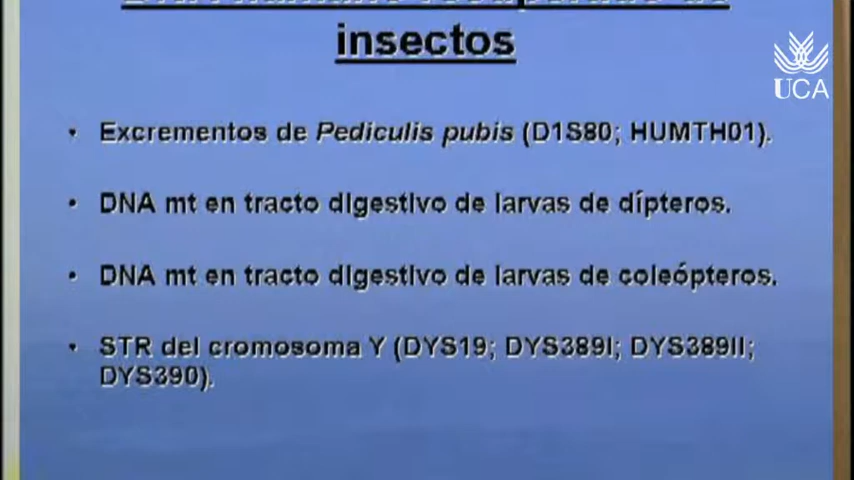 insectos
UCA
• Excrementos de Pediculis pubis (D1S80; HUMTH01).
• DNA mt en tracto digestivo de larvas de dípteros.
• DNA mt en tracto digestivo de larvas de coleópteros.
• STR del cromosoma Y (DYS19; DYS389I; DYS389II;
DYS390).